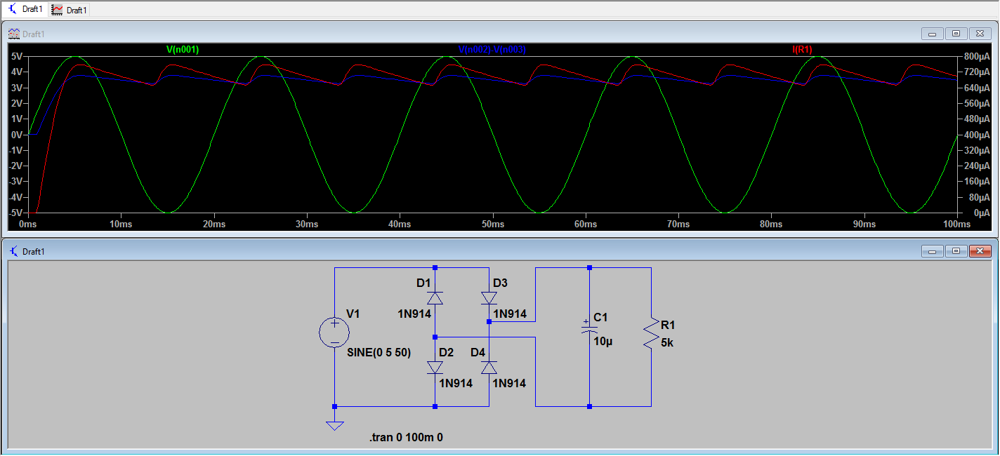 Draft1 Draft1
Draft1
V(n001) V(n002)-V(n003) I(R1)
5V 800µA
4V 720µA
3V 640µA
2V 560µA
1V 480µA
0V 400µA
-1V 320µA
-2V 240µA
-3V 160µA
-4V 80µA
-5V 0µA
0ms 10ms 20ms 30ms 40ms 50ms 60ms 70ms 80ms 90ms 100ms
Draft1
D1 D3
V1 1N914 1N914 C1
R1
10µ 5k
SINE(0 5 50) D2 D4
1N914 1N914
.tran 0 100m 0